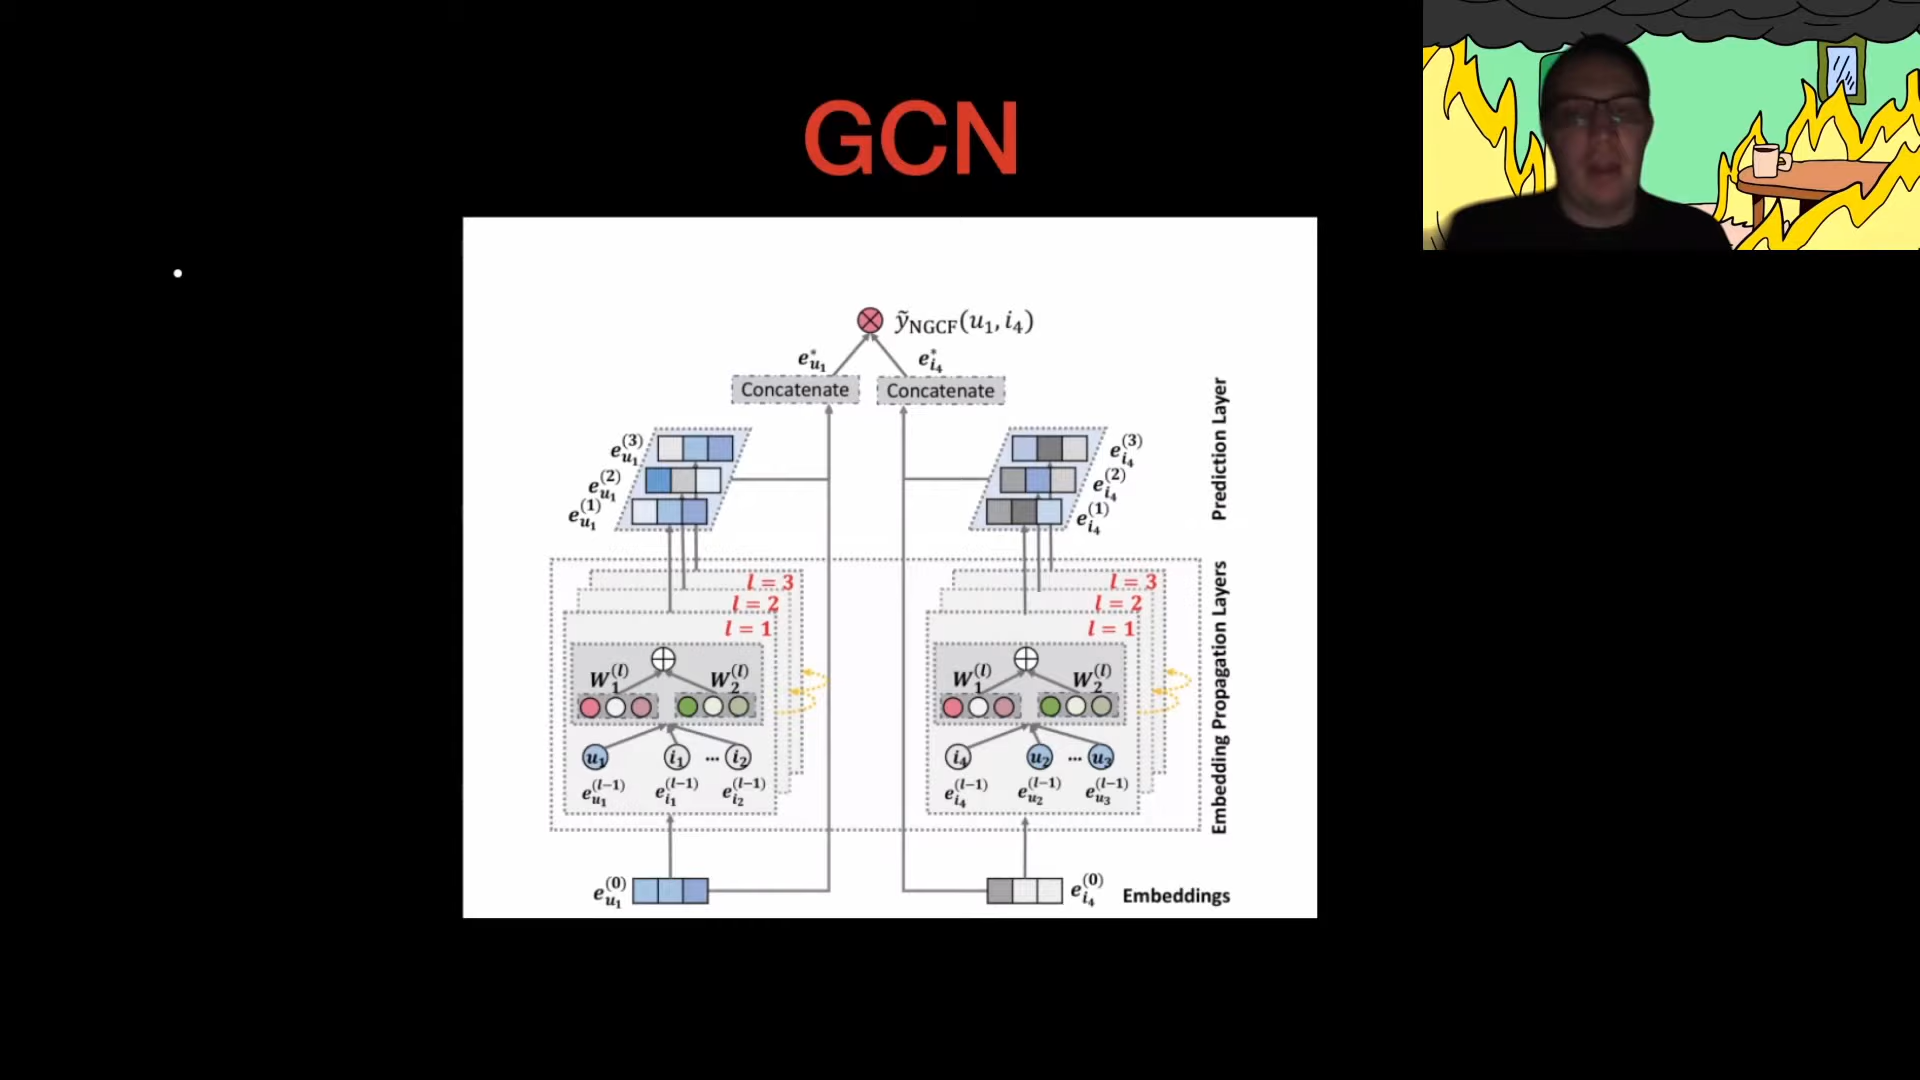 GCN
ỹNGCF(u1, i4)
e*u1 e*i4
Concatenate Concatenate
e(3)u1
e(2)u1
e(1)u1
e(3)i4
e(2)i4
e(1)i4
Prediction Layer
l = 3
l = 2
l = 1
W(l)1 W(l)2
u1 i1 ... i2
e(l−1)u1 e(l−1)i1 e(l−1)i2
l = 3
l = 2
l = 1
W(l)1 W(l)2
i4 u2 ... u3
e(l−1)i4 e(l−1)u2 e(l−1)u3
Embedding Propagation Layers
e(0)u1 e(0)i4 Embeddings